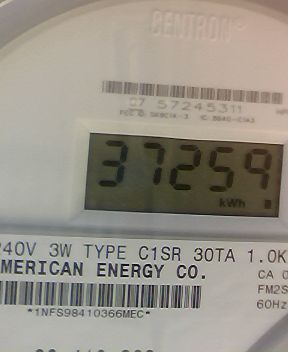 CENTRON®
07 57245311
37259
kWh
240V 3W TYPE C1SR 30TA 1.0K
AMERICAN ENERGY CO.
CA 0
FM2S
60Hz
*1NFS98410366MEC*